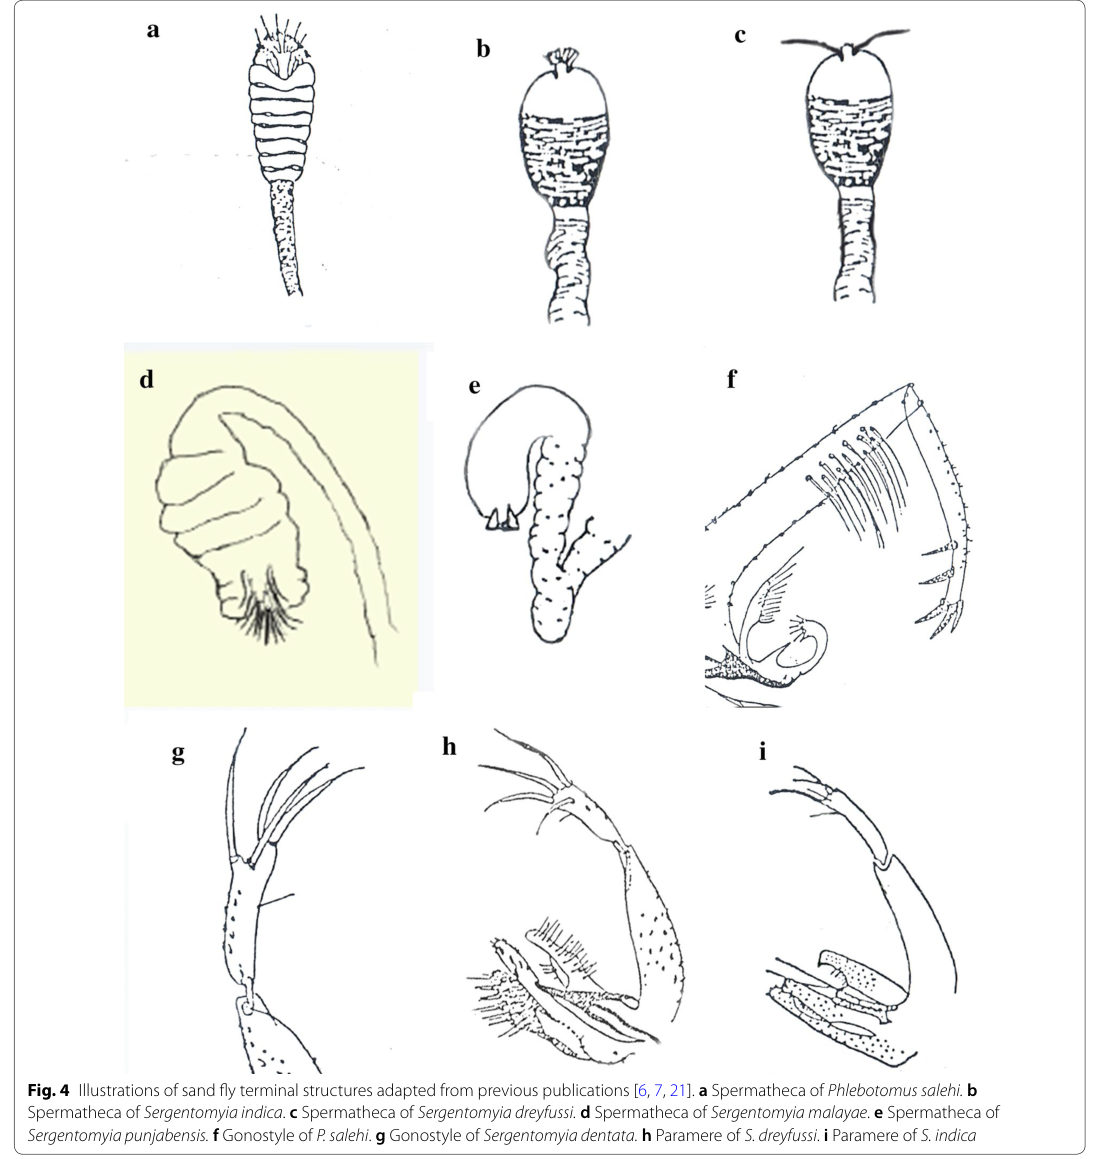 a
b
c
d
e
f
g
h
i
Fig. 4 Illustrations of sand fly terminal structures adapted from previous publications [6, 7, 21]. a Spermatheca of Phlebotomus salehi. b
Spermatheca of Sergentomyia indica. c Spermatheca of Sergentomyia dreyfussi. d Spermatheca of Sergentomyia malayae. e Spermatheca of
Sergentomyia punjabensis. f Gonostyle of P. salehi. g Gonostyle of Sergentomyia dentata. h Paramere of S. dreyfussi. i Paramere of S. indica